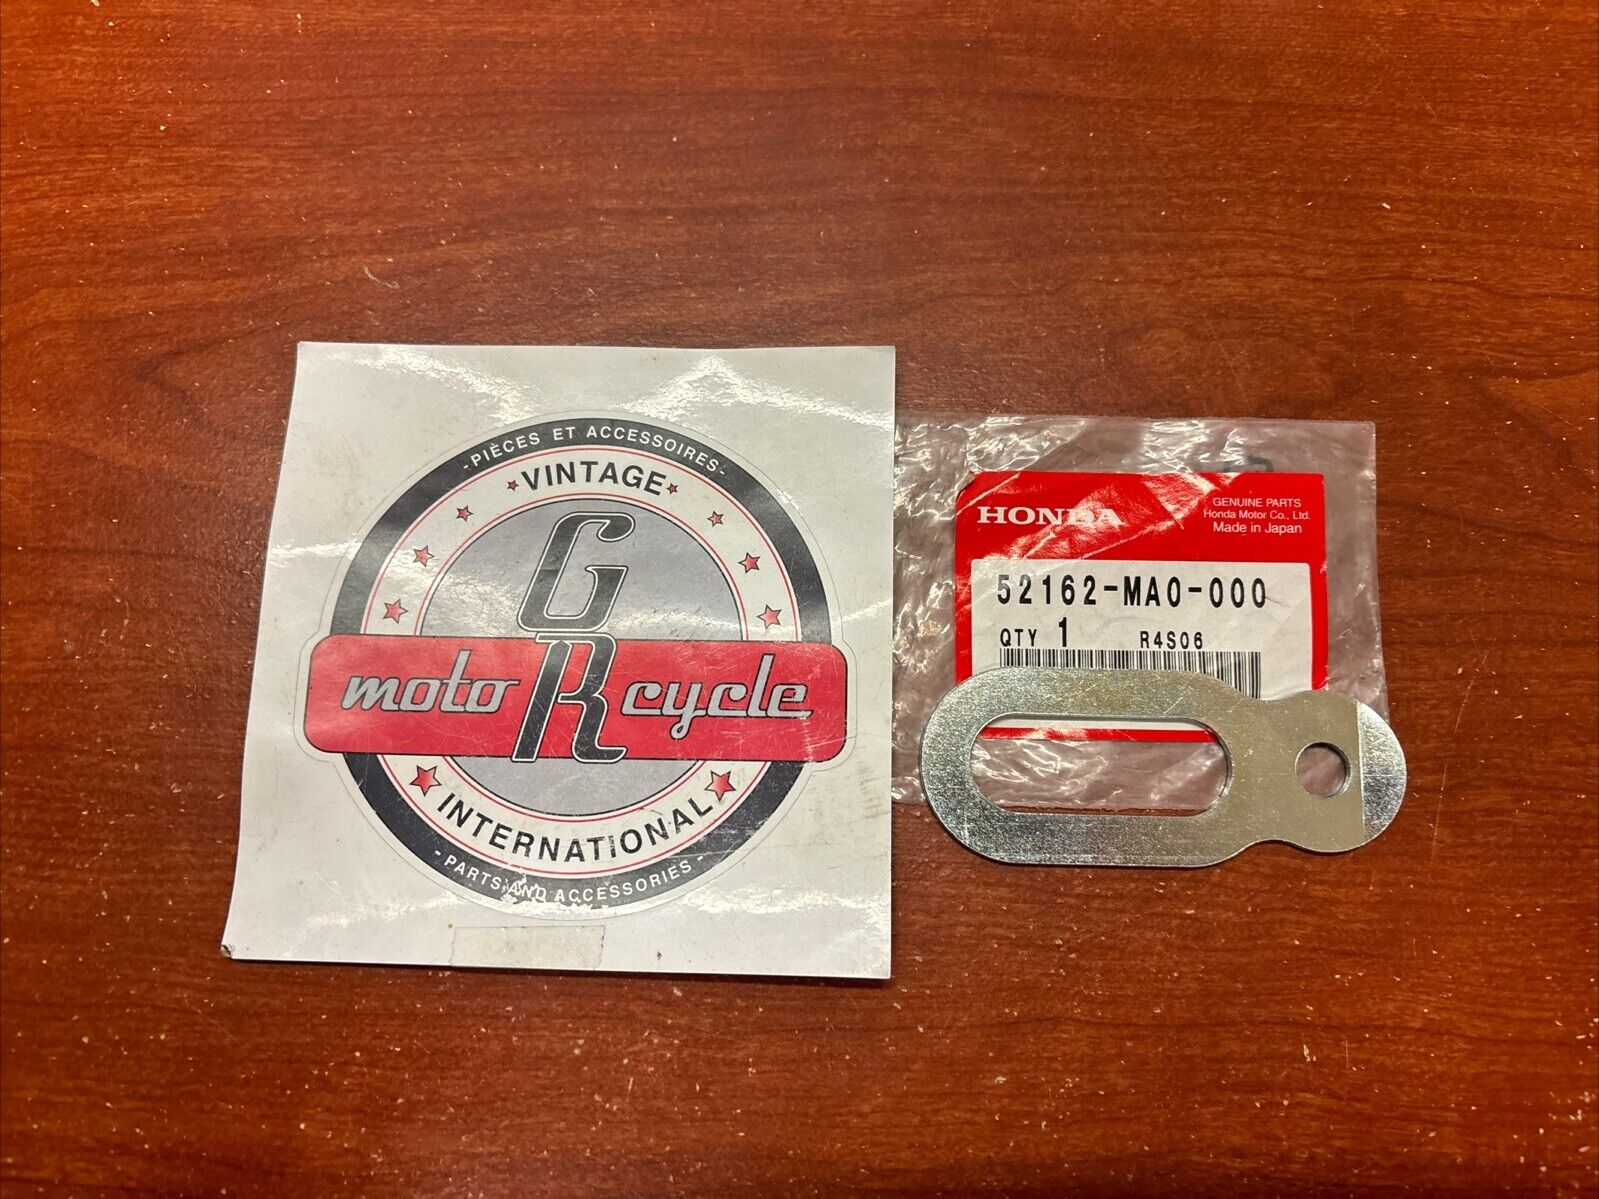 -PIÈCES ET ACCESSOIRES-
VINTAGE
GR
moto cycle
INTERNATIONAL
- PARTS AND ACCESSORIES -
HONDA
GENUINE PARTS
Honda Motor Co., Ltd.
Made in Japan
52162-MA0-000
QTY 1 R4S06